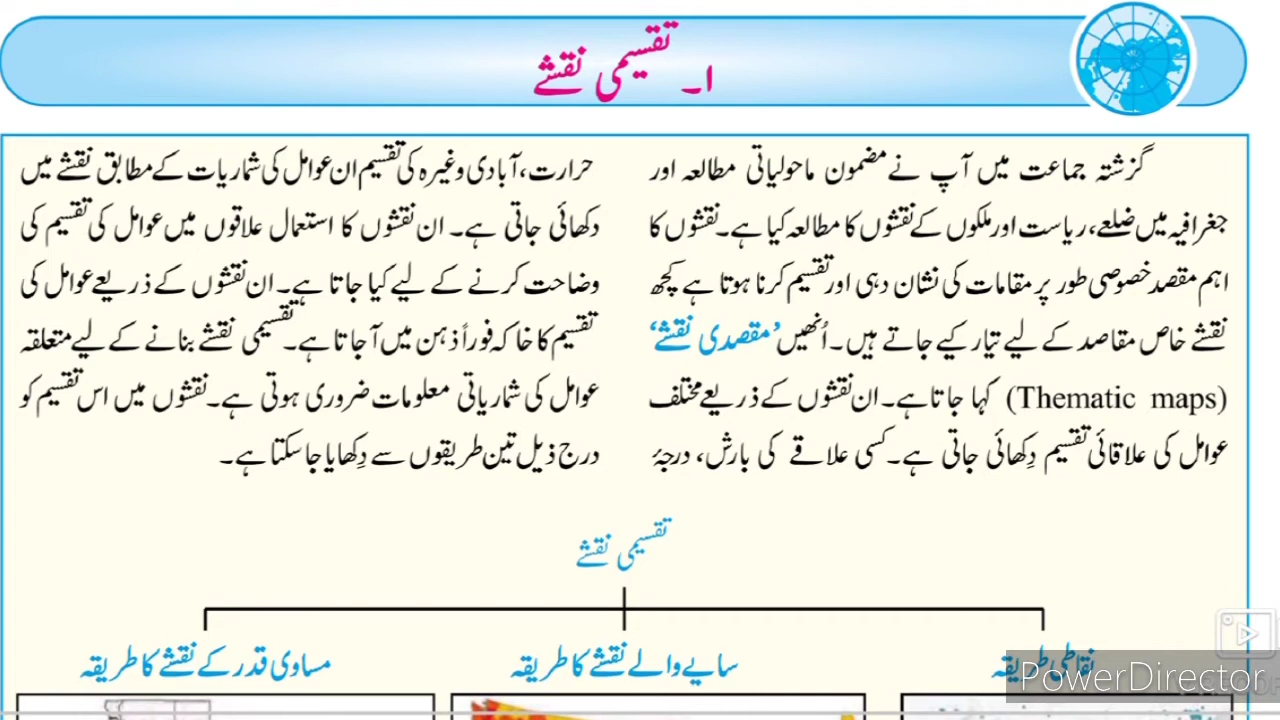 ۱۔ تقسیمی نقشے
گزشتہ جماعت میں آپ نے مضمون ماحولیاتی مطالعہ اور
جغرافیہ میں ضلعے، ریاست اور ملکوں کے نقشوں کا مطالعہ کیا ہے۔ نقشوں کا
اہم مقصد خصوصی طور پر مقامات کی نشان دہی اور تقسیم کرنا ہوتا ہے کچھ
نقشے خاص مقاصد کے لیے تیار کیے جاتے ہیں۔ اُنھیں ’مقصدی نقشے‘
(Thematic maps) کہا جاتا ہے۔ ان نقشوں کے ذریعے مختلف
عوامل کی علاقائی تقسیم دِکھائی جاتی ہے۔ کسی علاقے کی بارش، درجۂ
حرارت، آبادی وغیرہ کی تقسیم ان عوامل کی شماریات کے مطابق نقشے میں
دکھائی جاتی ہے۔ ان نقشوں کا استعمال علاقوں میں عوامل کی تقسیم کی
وضاحت کرنے کے لیے کیا جاتا ہے۔ ان نقشوں کے ذریعے عوامل کی
تقسیم کا خاکہ فوراً ذہن میں آجاتا ہے۔ تقسیمی نقشے بنانے کے لیے متعلقہ
عوامل کی شماریاتی معلومات ضروری ہوتی ہے۔ نقشوں میں اس تقسیم کو
درج ذیل تین طریقوں سے دِکھایا جاسکتا ہے۔
تقسیمی نقشے
نقاطی طریقہ
سایے والے نقشے کا طریقہ
مساوی قدر کے نقشے کا طریقہ
PowerDirector